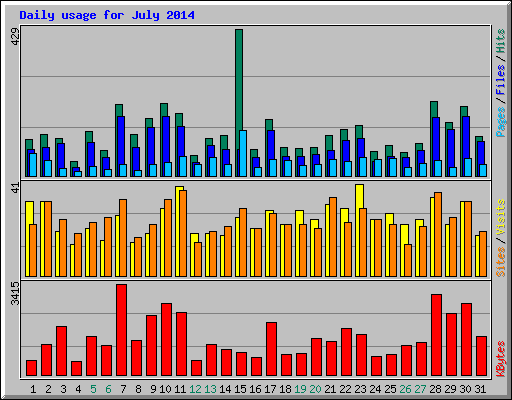 Daily usage for July 2014
429
Pages / Files / Hits
41
Sites / Visits
3415
KBytes
1 2 3 4 5 6 7 8 9 10 11 12 13 14 15 16 17 18 19 20 21 22 23 24 25 26 27 28 29 30 31